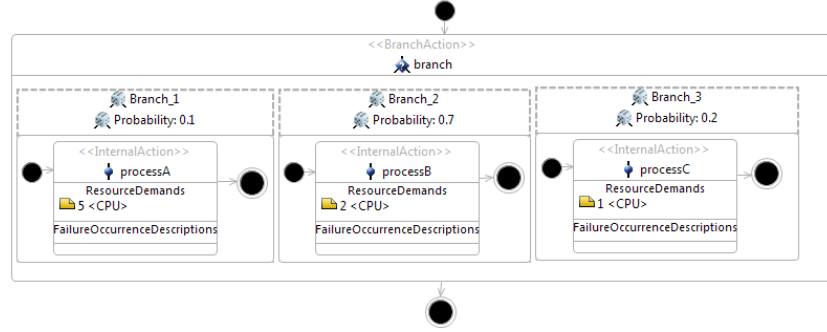 <<BranchAction>>
branch
Branch_1
Probability: 0.1
<<InternalAction>>
processA
ResourceDemands
5 <CPU>
FailureOccurrenceDescriptions
Branch_2
Probability: 0.7
<<InternalAction>>
processB
ResourceDemands
2 <CPU>
FailureOccurrenceDescriptions
Branch_3
Probability: 0.2
<<InternalAction>>
processC
ResourceDemands
1 <CPU>
FailureOccurrenceDescriptions